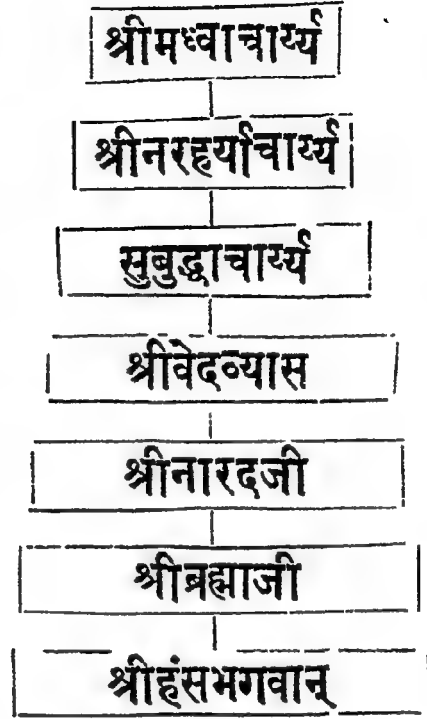 श्रीमध्वाचार्य्य
श्रीनरहर्याचार्य्य
सुबुद्धाचार्य्य
श्रीवेदव्यास
श्रीनारदजी
श्रीब्रह्माजी
श्रीहंसभगवान्